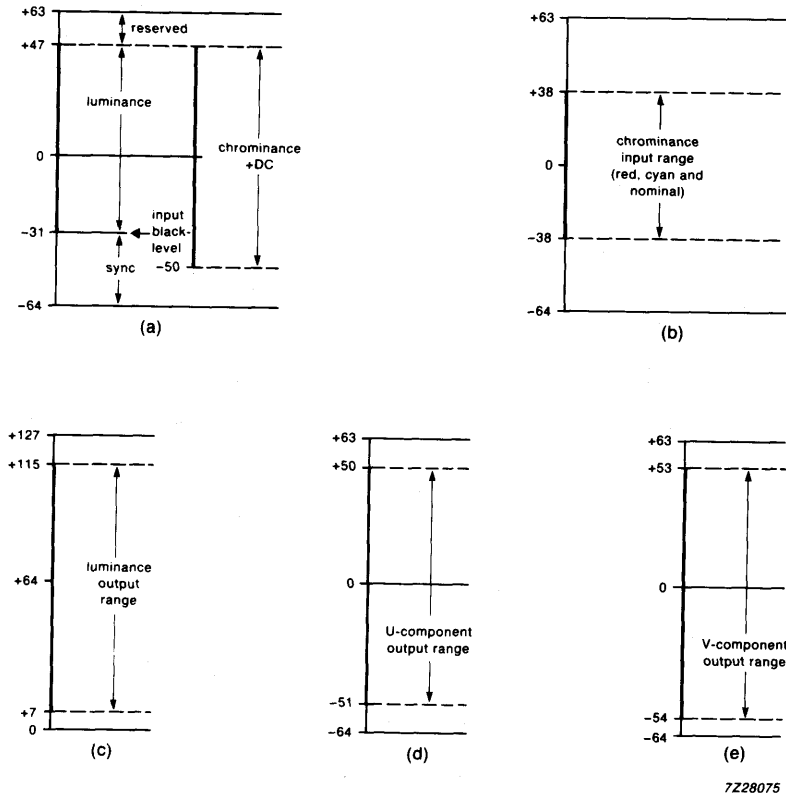 +63
reserved
+47
luminance
chrominance
+DC
0
input
black-
level
−31
−50
sync
−64
(a)
+63
+38
chrominance
input range
(red, cyan and
nominal)
0
−38
−64
(b)
+127
+115
luminance
output
range
+64
+7
0
(c)
+63
+50
0
U-component
output range
−51
−64
(d)
+63
+53
0
V-component
output range
−54
−64
(e)
7Z28075